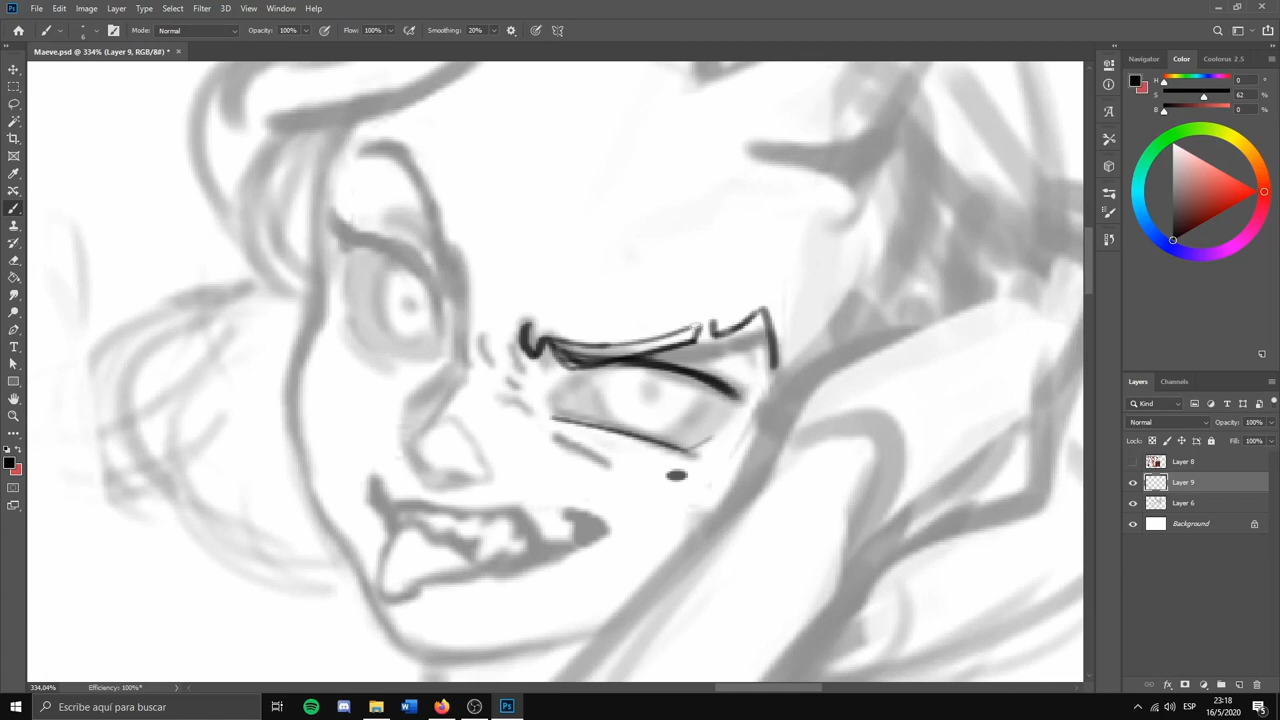 Ps File Edit Image Layer Type Select Filter 3D View Window Help
6 Mode: Normal Opacity: 100% Flow: 100% Smoothing: 20%
Maeve.psd @ 334% (Layer 9, RGB/8#) * ×
Navigator Color Coolorus 2.5
H 0 °
S 62 %
B 0 %
Layers Channels
Kind
Normal Opacity: 100%
Lock: Fill: 100%
Layer 8
Layer 9
Layer 6
Background
334,04% Efficiency: 100%*
Escribe aquí para buscar
Ps
ESP
23:18
16/5/2020